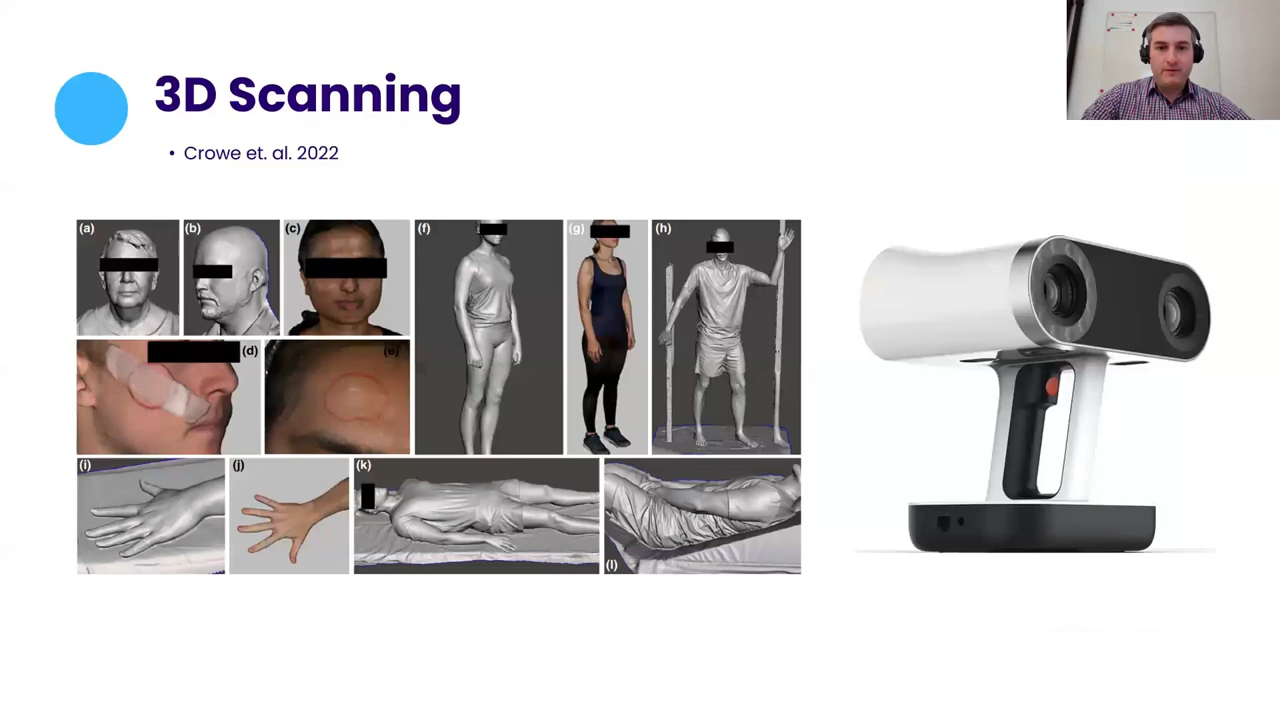 3D Scanning
• Crowe et. al. 2022
(a)
(b)
(c)
(d)
(e)
(f)
(g)
(h)
(i)
(j)
(k)
(l)